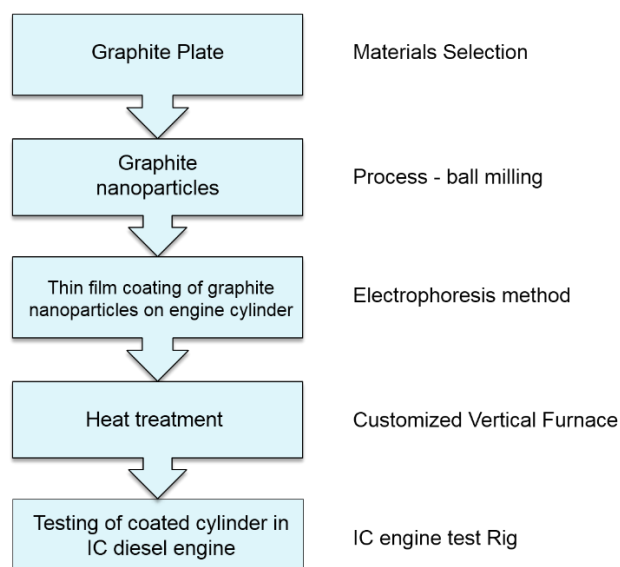 Graphite Plate
Materials Selection
Graphite
nanoparticles
Process - ball milling
Thin film coating of graphite
nanoparticles on engine cylinder
Electrophoresis method
Heat treatment
Customized Vertical Furnace
Testing of coated cylinder in
IC diesel engine
IC engine test Rig